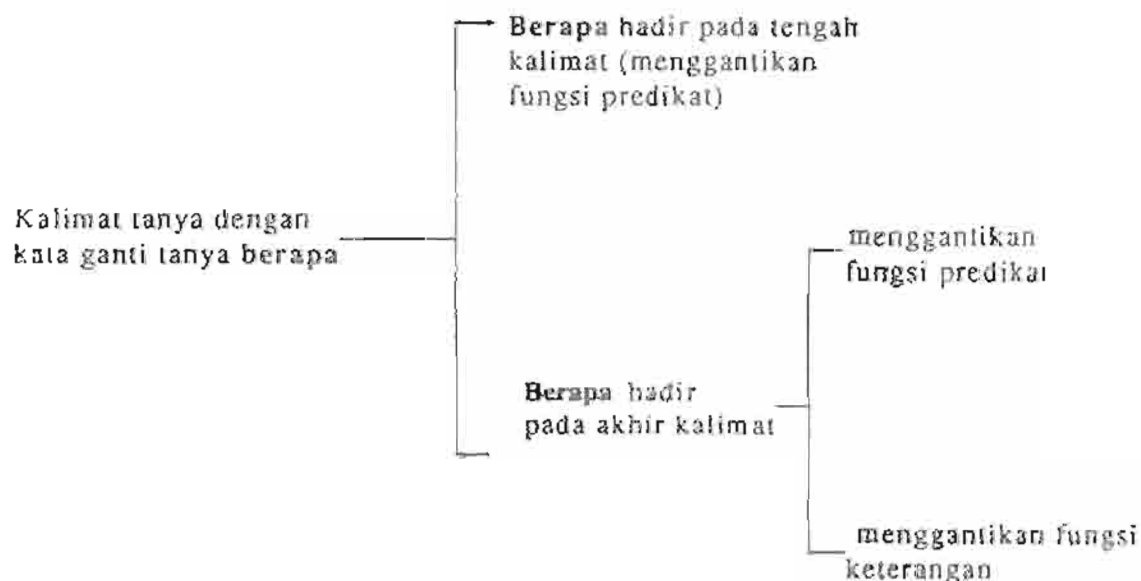 Berapa hadir pada tengah
kalimat (menggantikan
fungsi predikat)
Kalimat tanya dengan
kata ganti tanya berapa
menggantikan
fungsi predikat
Berapa hadir
pada akhir kalimat
menggantikan fungsi
keterangan